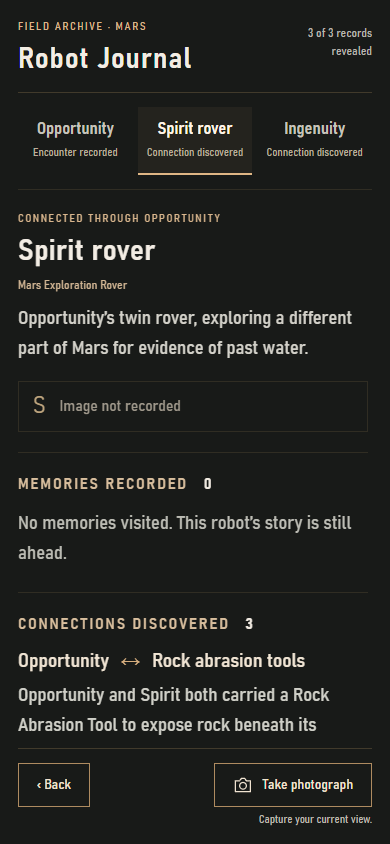 FIELD ARCHIVE · MARS
Robot Journal
3 of 3 records
revealed
Opportunity
Encounter recorded
Spirit rover
Connection discovered
Ingenuity
Connection discovered
CONNECTED THROUGH OPPORTUNITY
Spirit rover
Mars Exploration Rover
Opportunity’s twin rover, exploring a different
part of Mars for evidence of past water.
S Image not recorded
MEMORIES RECORDED 0
No memories visited. This robot’s story is still
ahead.
CONNECTIONS DISCOVERED 3
Opportunity ↔ Rock abrasion tools
Opportunity and Spirit both carried a Rock
Abrasion Tool to expose rock beneath its
‹ Back
Take photograph
Capture your current view.